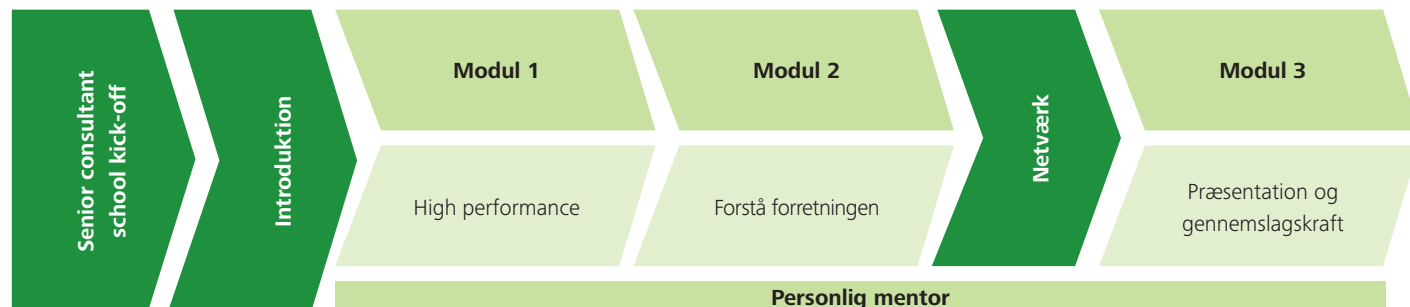 Senior consultant
school kick-off
Introduktion
Modul 1
High performance
Modul 2
Forstå forretningen
Netværk
Modul 3
Præsentation og
gennemslagskraft
Personlig mentor